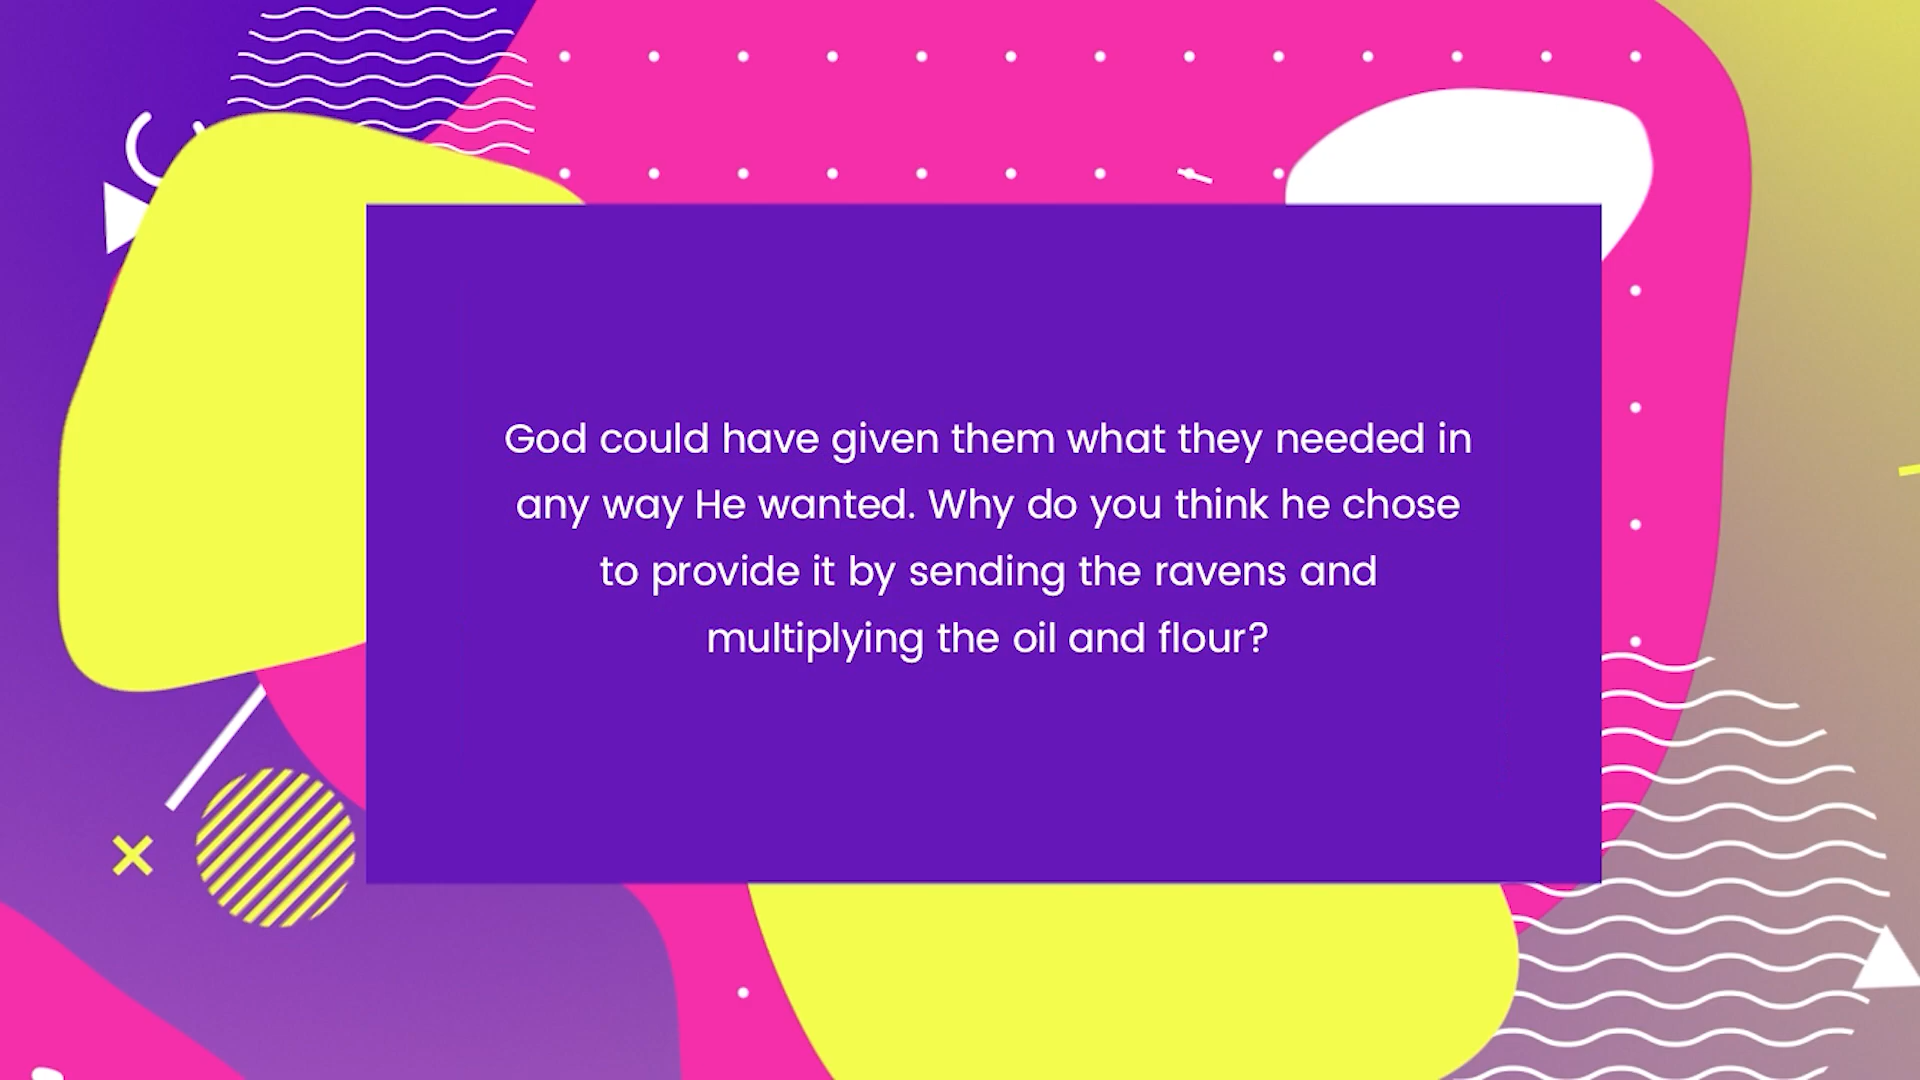 God could have given them what they needed in
any way He wanted. Why do you think he chose
to provide it by sending the ravens and
multiplying the oil and flour?